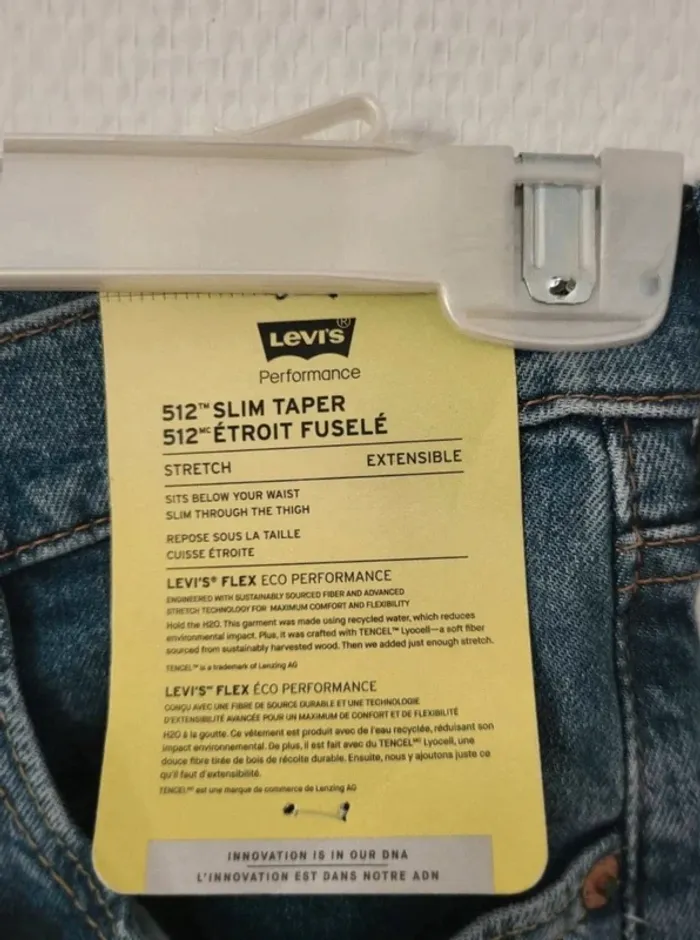 LEVI'S®
Performance
512™ SLIM TAPER
512ᴹᶜ ÉTROIT FUSELÉ
STRETCH EXTENSIBLE
SITS BELOW YOUR WAIST
SLIM THROUGH THE THIGH
REPOSE SOUS LA TAILLE
CUISSE ÉTROITE
LEVI'S® FLEX ECO PERFORMANCE
ENGINEERED WITH SUSTAINABLY SOURCED FIBER AND ADVANCED
STRETCH TECHNOLOGY FOR MAXIMUM COMFORT AND FLEXIBILITY
Hold the H2O. This garment was made using recycled water, which reduces
environmental impact. Plus, it was crafted with TENCEL™ Lyocell—a soft fiber
sourced from sustainably harvested wood. Then we added just enough stretch.
TENCEL™ is a trademark of Lenzing AG
LEVI'S® FLEX ÉCO PERFORMANCE
CONÇU AVEC UNE FIBRE DE SOURCE DURABLE ET UNE TECHNOLOGIE
D'EXTENSIBILITÉ AVANCÉE POUR UN MAXIMUM DE CONFORT ET DE FLEXIBILITÉ
H2O à la goutte. Ce vêtement est produit avec de l'eau recyclée, réduisant son
impact environnemental. De plus, il est fait avec du TENCELᴹᶜ Lyocell, une
douce fibre tirée de bois de récolte durable. Ensuite, nous y ajoutons juste ce
qu'il faut d'extensibilité.
TENCELᴹᶜ est une marque de commerce de Lenzing AG
INNOVATION IS IN OUR DNA
L'INNOVATION EST DANS NOTRE ADN